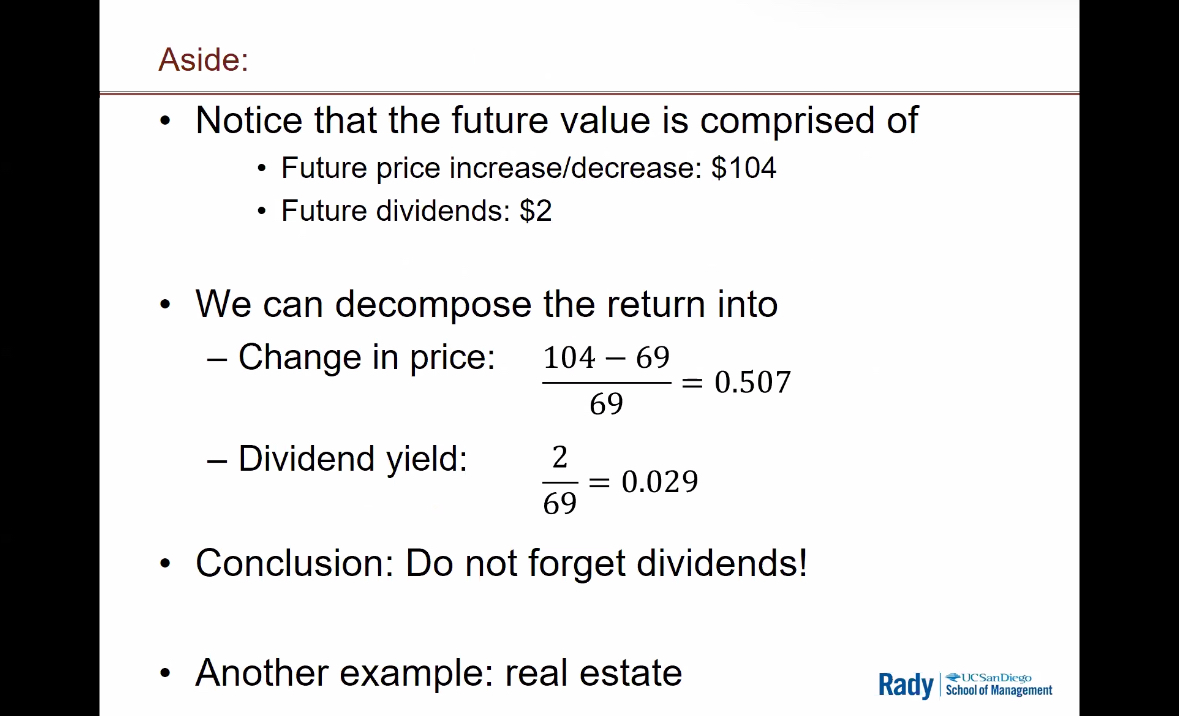 Aside:
• Notice that the future value is comprised of
• Future price increase/decrease: $104
• Future dividends: $2
• We can decompose the return into
– Change in price: (104 − 69)/69 = 0.507
– Dividend yield: 2/69 = 0.029
• Conclusion: Do not forget dividends!
• Another example: real estate
Rady | UC San Diego
School of Management